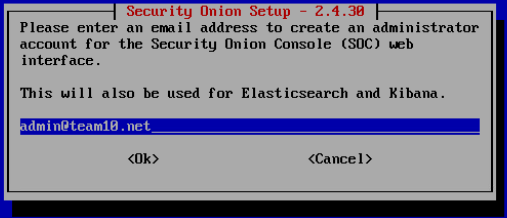 Security Onion Setup - 2.4.30
Please enter an email address to create an administrator
account for the Security Onion Console (SOC) web
interface.
This will also be used for Elasticsearch and Kibana.
admin@team10.net
<Ok> <Cancel>